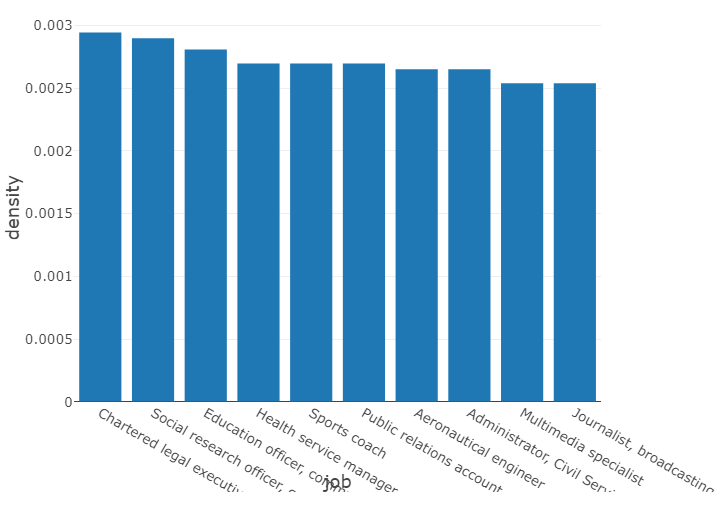 0.003
0.0025
0.002
0.0015
0.001
0.0005
0
density
Chartered legal executiv
Social research officer,
Education officer, com
Health service manager
Sports coach
Public relations account
Aeronautical engineer
Administrator, Civil Servi
Multimedia specialist
Journalist, broadcasting
job